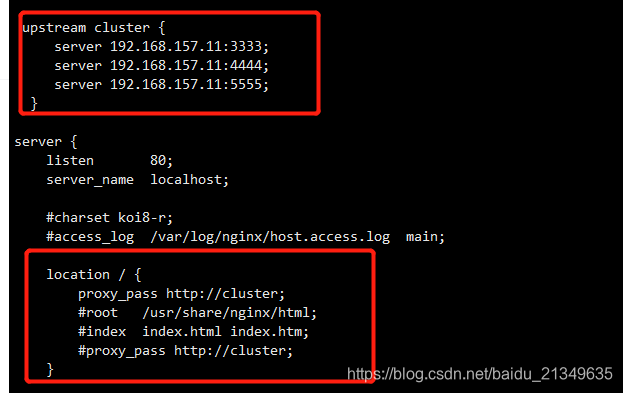 upstream cluster {
server 192.168.157.11:3333;
server 192.168.157.11:4444;
server 192.168.157.11:5555;
}
server {
listen 80;
server_name localhost;
#charset koi8-r;
#access_log /var/log/nginx/host.access.log main;
location / {
proxy_pass http://cluster;
#root /usr/share/nginx/html;
#index index.html index.htm;
#proxy_pass http://cluster;
}
https://blog.csdn.net/baidu_21349635